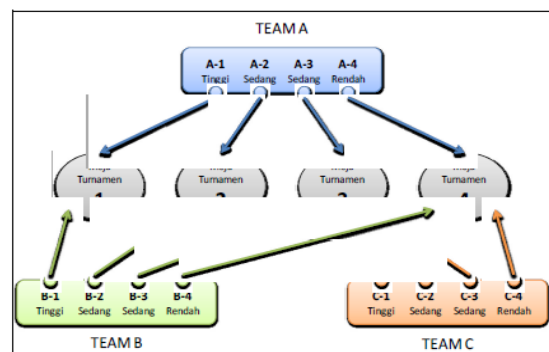 TEAM A
A-1 A-2 A-3 A-4
Tinggi Sedang Sedang Rendah
Turnamen Turnamen Turnamen Turnamen
B-1 B-2 B-3 B-4
Tinggi Sedang Sedang Rendah
C-1 C-2 C-3 C-4
Tinggi Sedang Sedang Rendah
TEAM B TEAM C